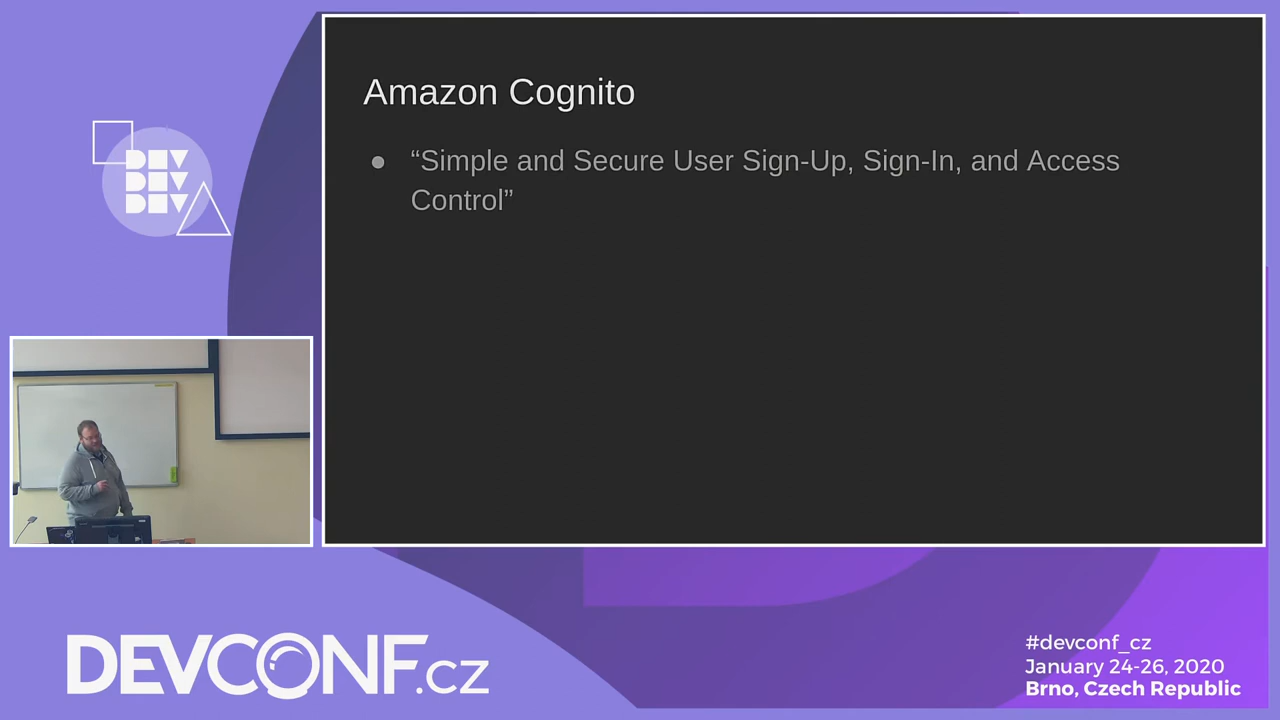 Amazon Cognito
● “Simple and Secure User Sign-Up, Sign-In, and Access
Control”
DEV
DEV
DEV
DEVCONF.cz
#devconf_cz
January 24-26, 2020
Brno, Czech Republic